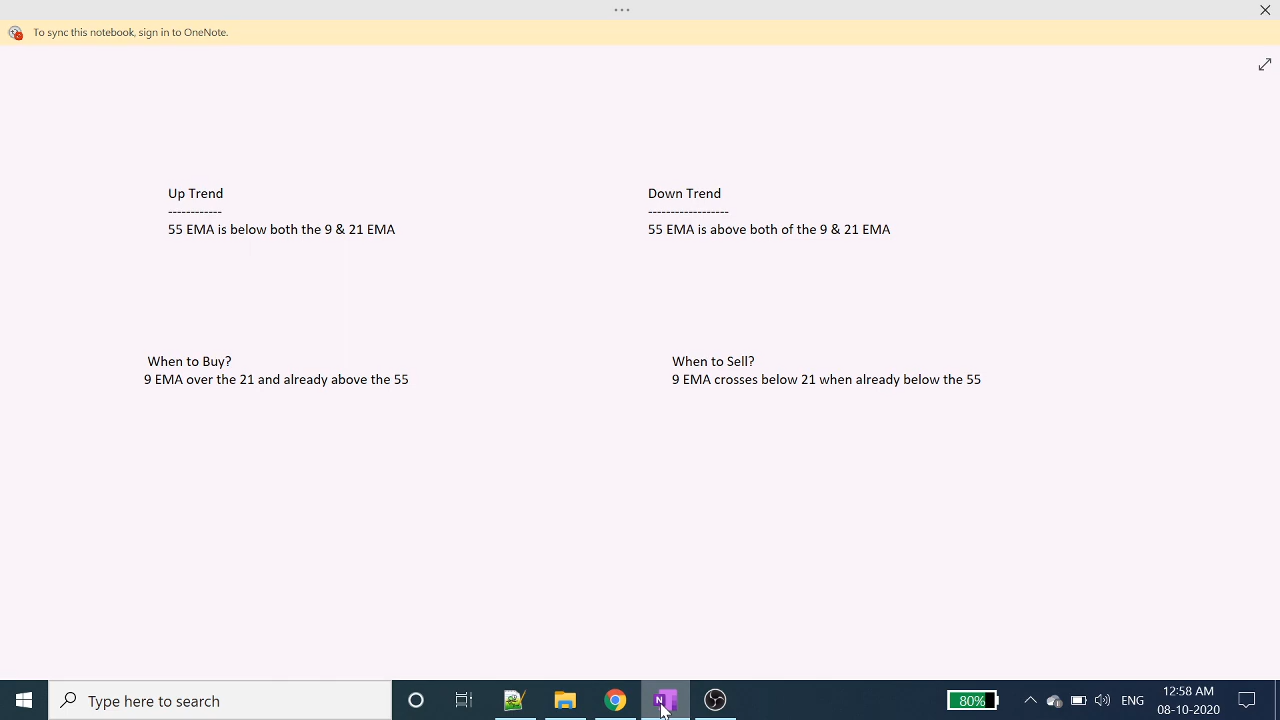 To sync this notebook, sign in to OneNote.
Up Trend
------------
55 EMA is below both the 9 & 21 EMA
Down Trend
------------------
55 EMA is above both of the 9 & 21 EMA
When to Buy?
9 EMA over the 21 and already above the 55
When to Sell?
9 EMA crosses below 21 when already below the 55
Type here to search
N
80%
ENG
12:58 AM
08-10-2020